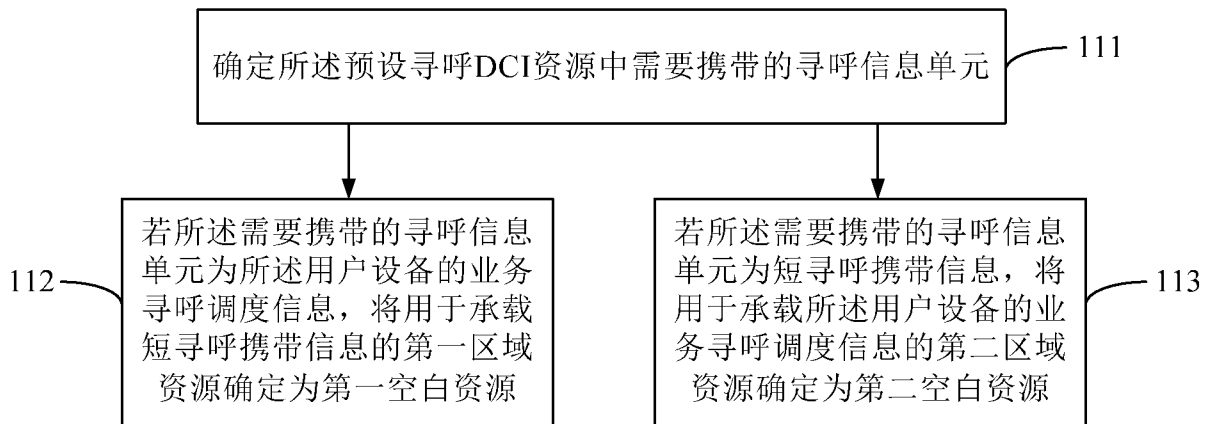 确定所述预设寻呼DCI资源中需要携带的寻呼信息单元
111
若所述需要携带的寻呼信息
单元为所述用户设备的业务
寻呼调度信息，将用于承载
短寻呼携带信息的第一区域
资源确定为第一空白资源
112
若所述需要携带的寻呼信息
单元为短寻呼携带信息，将
用于承载所述用户设备的业
务寻呼调度信息的第二区域
资源确定为第二空白资源
113